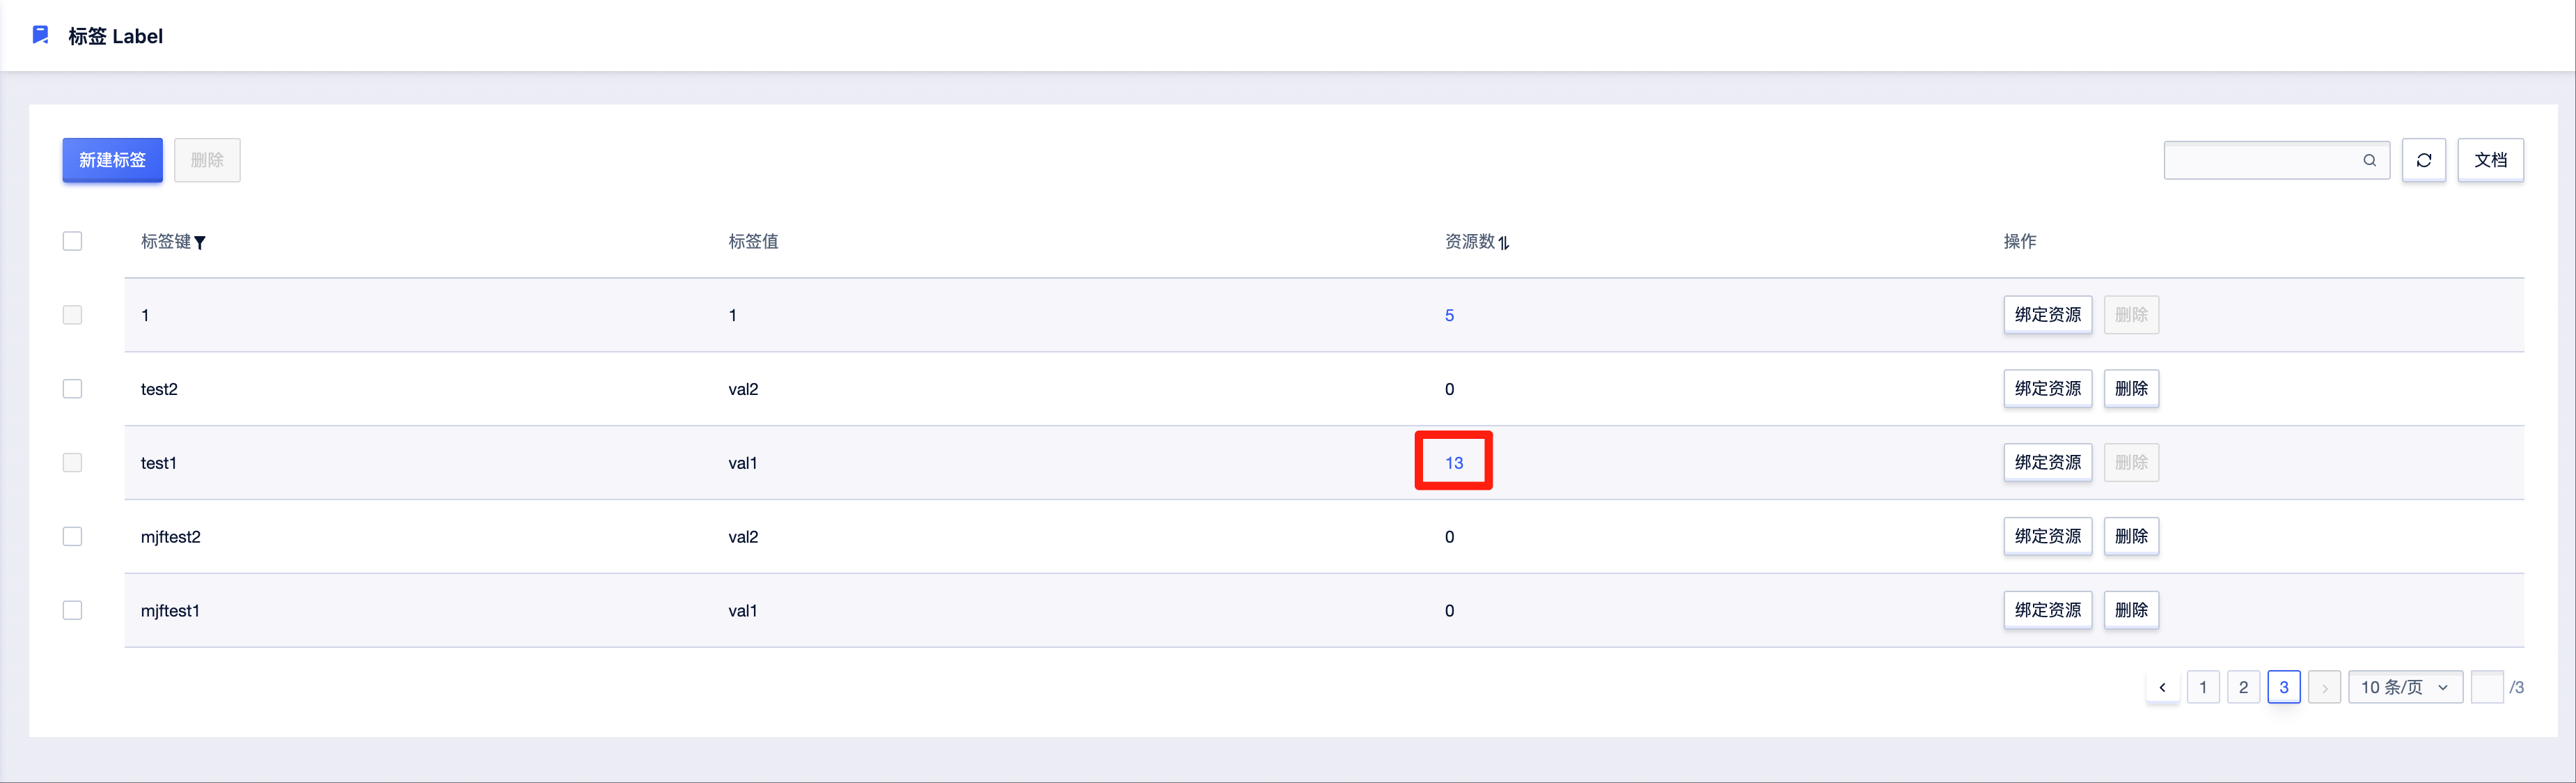 标签 Label
新建标签 删除 文档
标签键 标签值 资源数 操作
1 1 5 绑定资源 删除
test2 val2 0 绑定资源 删除
test1 val1 13 绑定资源 删除
mjftest2 val2 0 绑定资源 删除
mjftest1 val1 0 绑定资源 删除
1 2 3 10 条/页 /3